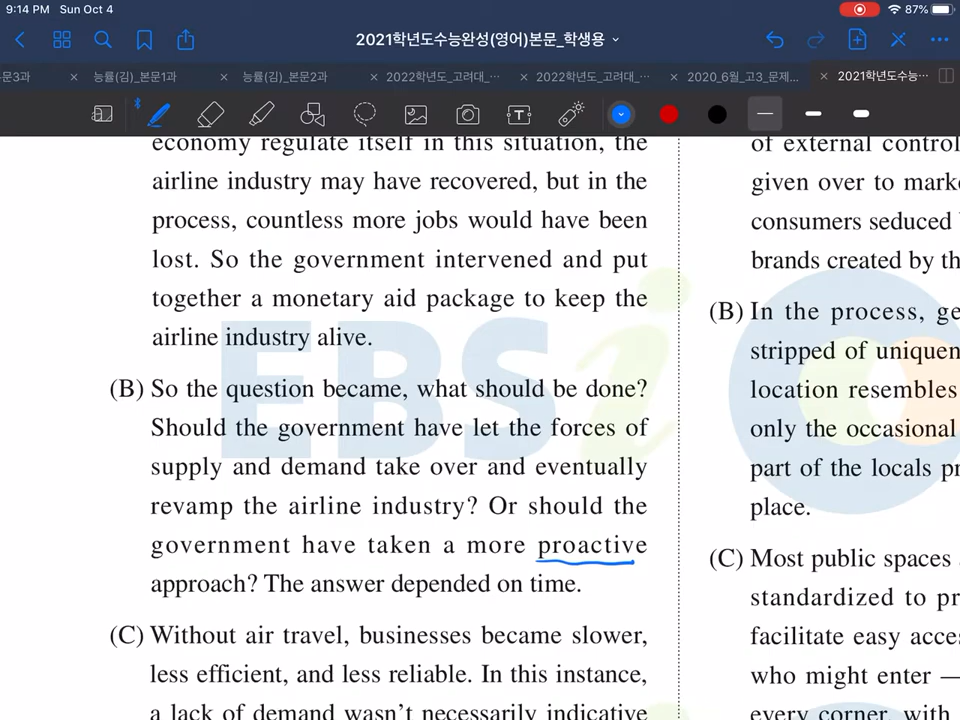 9:14 PM Sun Oct 4
87%
2021학년도수능완성(영어)본문_학생용
문3과
능률(김)_본문1과
능률(김)_본문2과
2022학년도_고려대_…
2022학년도_고려대_…
2020_6월_고3_문제…
2021학년도수능…
economy regulate itself in this situation, the
airline industry may have recovered, but in the
process, countless more jobs would have been
lost. So the government intervened and put
together a monetary aid package to keep the
airline industry alive.
(B) So the question became, what should be done?
Should the government have let the forces of
supply and demand take over and eventually
revamp the airline industry? Or should the
government have taken a more proactive
approach? The answer depended on time.
(C) Without air travel, businesses became slower,
less efficient, and less reliable. In this instance,
a lack of demand wasn't necessarily indicative
of external control
given over to mark
consumers seduced
brands created by th
(B) In the process, ge
stripped of uniquen
location resembles
only the occasional
part of the locals pr
place.
(C) Most public spaces
standardized to pr
facilitate easy acce
who might enter —
every corner, with
EBSi